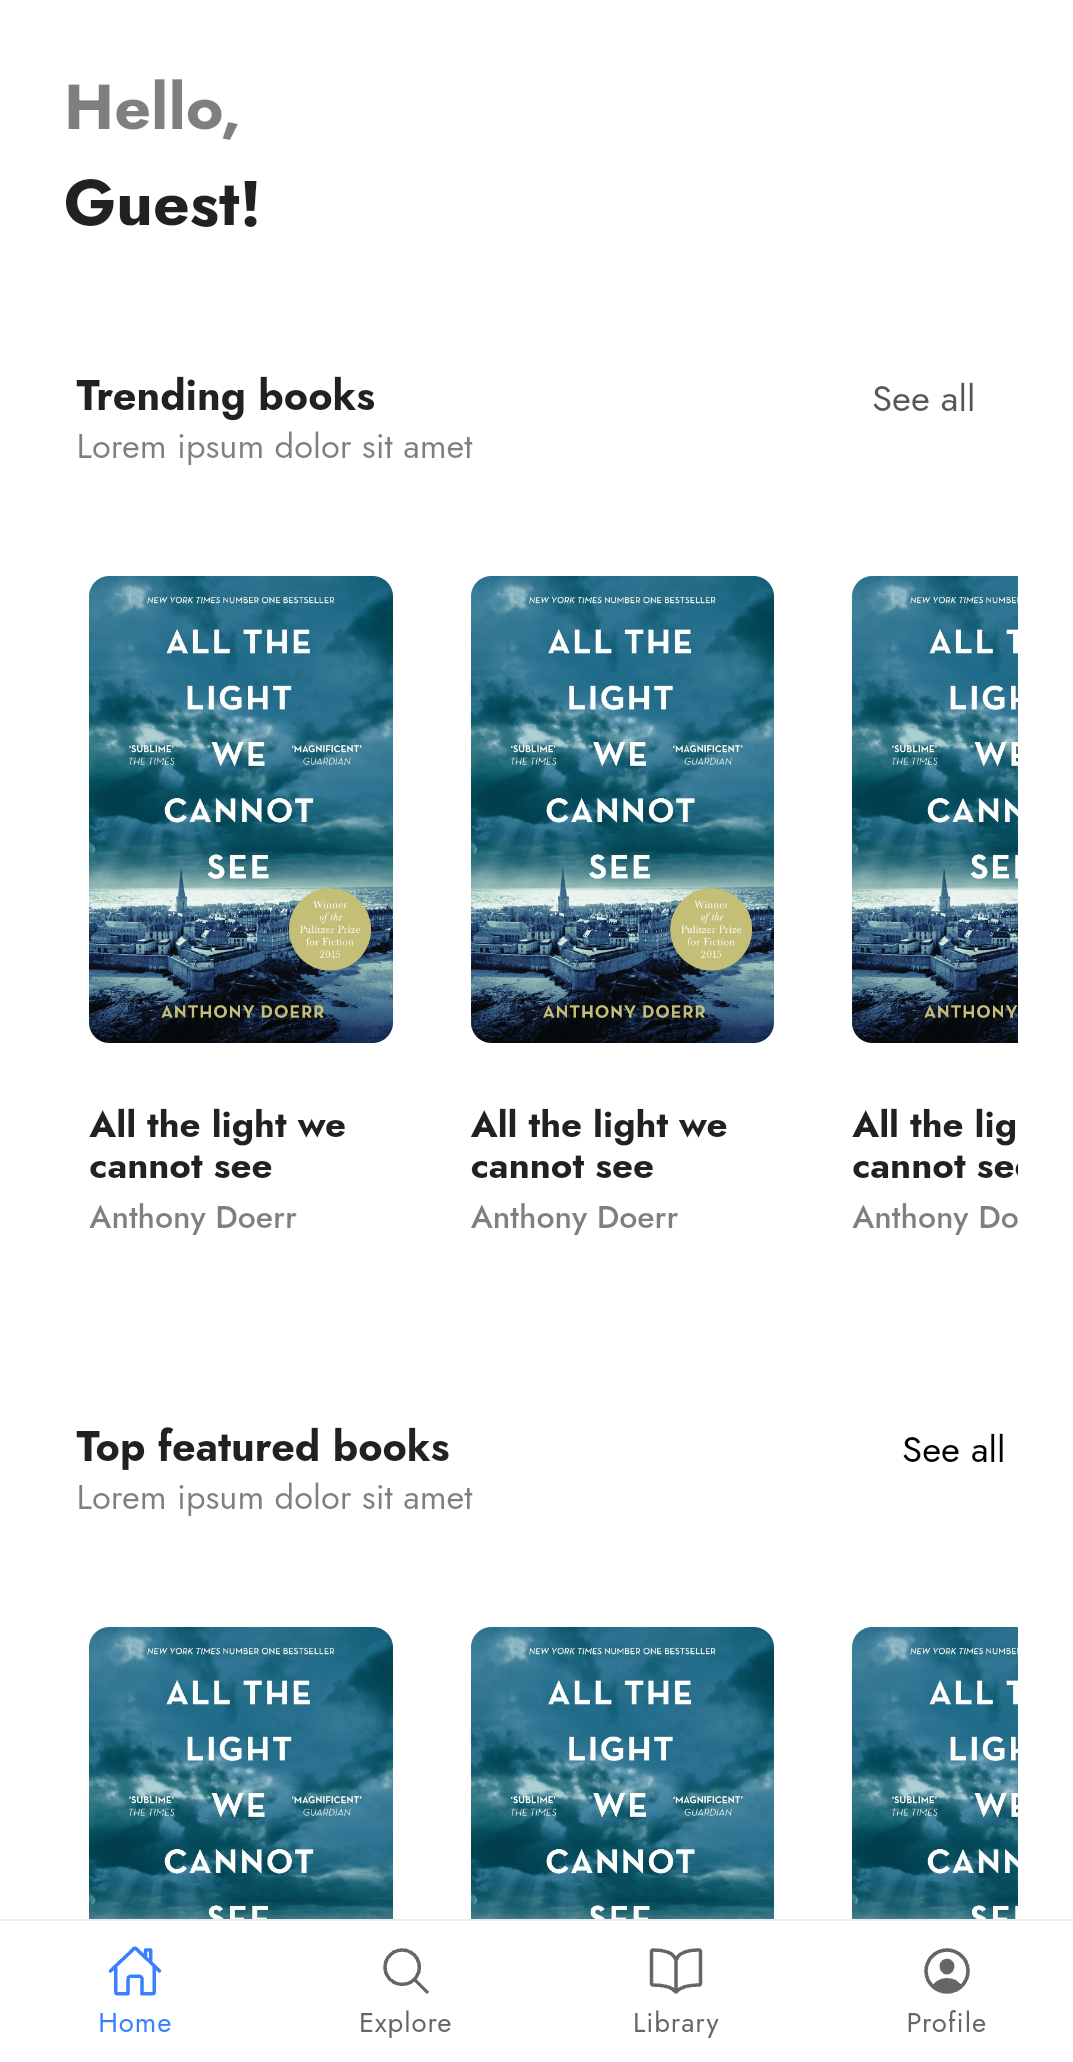 Hello,
Guest!
Trending books
See all
Lorem ipsum dolor sit amet
NEW YORK TIMES NUMBER ONE BESTSELLER
ALL THE
LIGHT
'SUBLIME'
THE TIMES
WE
'MAGNIFICENT'
GUARDIAN
CANNOT
SEE
Winner
of the
Pulitzer Prize
for Fiction
2015
ANTHONY DOERR
NEW YORK TIMES NUMBER ONE BESTSELLER
ALL THE
LIGHT
'SUBLIME'
THE TIMES
WE
'MAGNIFICENT'
GUARDIAN
CANNOT
SEE
Winner
of the
Pulitzer Prize
for Fiction
2015
ANTHONY DOERR
NEW YORK TIMES NUMBE
ALL T
LIGH
'SUBLIME'
THE TIMES
WE
CANN
SEE
ANTHONY
All the light we
cannot see
Anthony Doerr
All the light we
cannot see
Anthony Doerr
All the lig
cannot see
Anthony Do
Top featured books
See all
Lorem ipsum dolor sit amet
NEW YORK TIMES NUMBER ONE BESTSELLER
ALL THE
LIGHT
'SUBLIME'
THE TIMES
WE
'MAGNIFICENT'
GUARDIAN
CANNOT
SEE
NEW YORK TIMES NUMBER ONE BESTSELLER
ALL THE
LIGHT
'SUBLIME'
THE TIMES
WE
'MAGNIFICENT'
GUARDIAN
CANNOT
SEE
NEW YORK TIMES NUMBE
ALL T
LIGH
'SUBLIME'
THE TIMES
WE
CANN
SEE
Home
Explore
Library
Profile